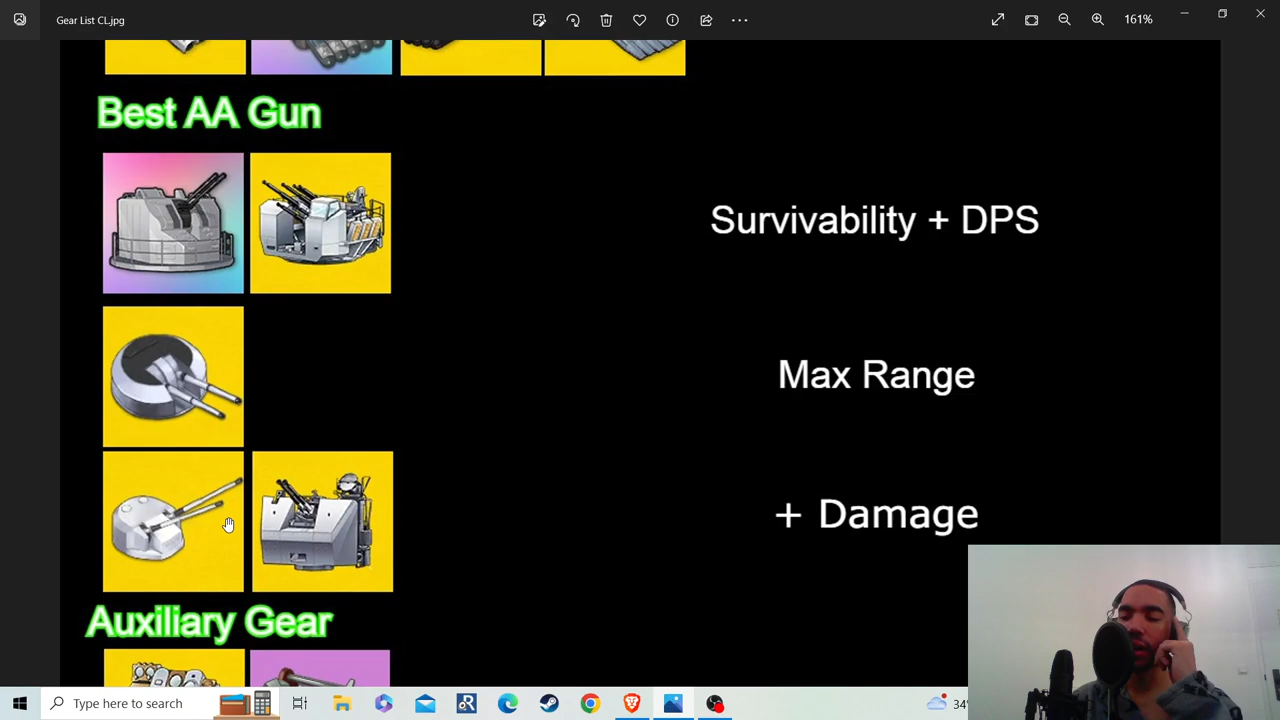 Gear List CL.jpg
161%
Best AA Gun
Survivability + DPS
Max Range
+ Damage
Auxiliary Gear
Type here to search
34